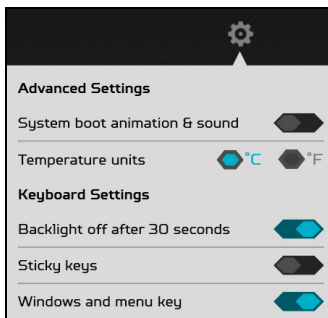 Advanced Settings
System boot animation & sound
Temperature units °C °F
Keyboard Settings
Backlight off after 30 seconds
Sticky keys
Windows and menu key